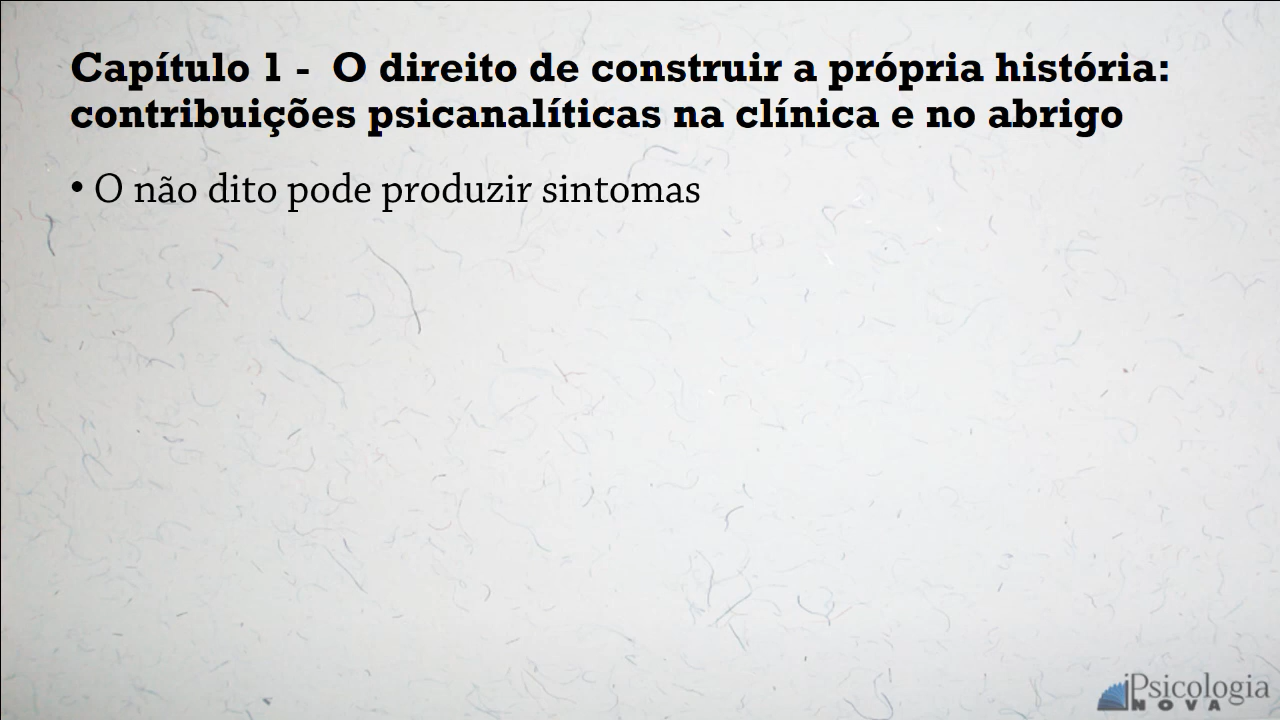 Capítulo 1 - O direito de construir a própria história:
contribuições psicanalíticas na clínica e no abrigo
• O não dito pode produzir sintomas
Psicologia
NOVA